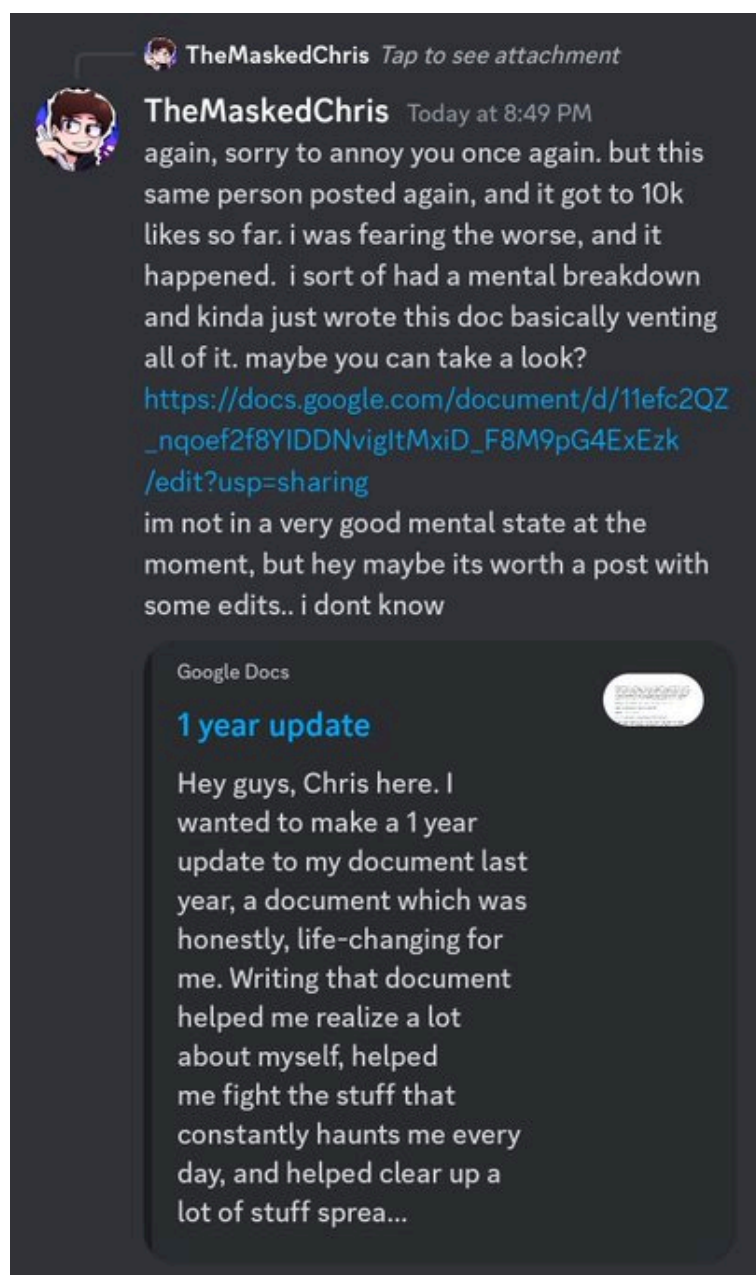 TheMaskedChris Tap to see attachment
TheMaskedChris Today at 8:49 PM
again, sorry to annoy you once again. but this
same person posted again, and it got to 10k
likes so far. i was fearing the worse, and it
happened.  i sort of had a mental breakdown
and kinda just wrote this doc basically venting
all of it. maybe you can take a look?
https://docs.google.com/document/d/11efc2QZ
_nqoef2f8YIDDNvigItMxiD_F8M9pG4ExEzk
/edit?usp=sharing
im not in a very good mental state at the
moment, but hey maybe its worth a post with
some edits.. i dont know
Google Docs
1 year update
Hey guys, Chris here. I
wanted to make a 1 year
update to my document last
year, a document which was
honestly, life-changing for
me. Writing that document
helped me realize a lot
about myself, helped
me fight the stuff that
constantly haunts me every
day, and helped clear up a
lot of stuff sprea...